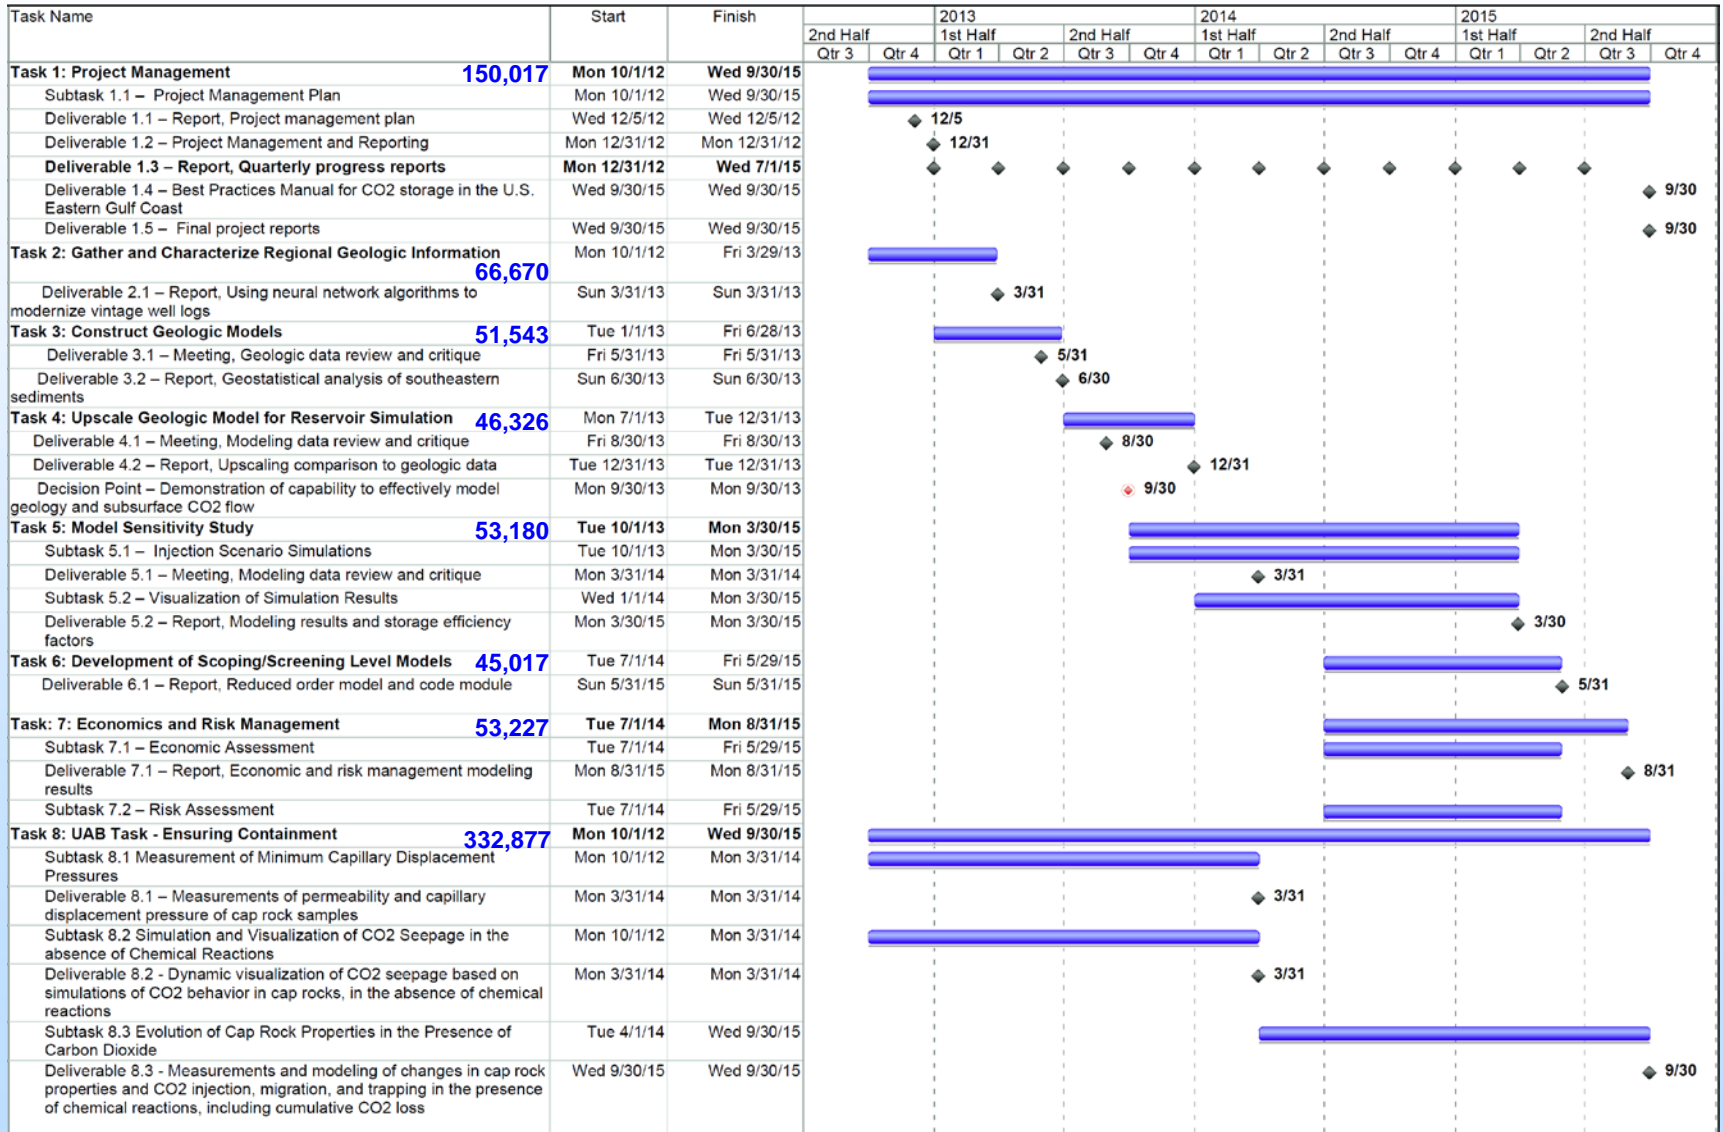 Task Name Start Finish 2013 2014 2015
2nd Half 1st Half 2nd Half 1st Half 2nd Half 1st Half 2nd Half
Qtr 3 Qtr 4 Qtr 1 Qtr 2 Qtr 3 Qtr 4 Qtr 1 Qtr 2 Qtr 3 Qtr 4 Qtr 1 Qtr 2 Qtr 3 Qtr 4
Task 1: Project Management 150,017 Mon 10/1/12 Wed 9/30/15
Subtask 1.1 – Project Management Plan Mon 10/1/12 Wed 9/30/15
Deliverable 1.1 – Report, Project management plan Wed 12/5/12 Wed 12/5/12 12/5
Deliverable 1.2 – Project Management and Reporting Mon 12/31/12 Mon 12/31/12 12/31
Deliverable 1.3 – Report, Quarterly progress reports Mon 12/31/12 Wed 7/1/15
Deliverable 1.4 – Best Practices Manual for CO2 storage in the U.S. Wed 9/30/15 Wed 9/30/15 9/30
Eastern Gulf Coast
Deliverable 1.5 – Final project reports Wed 9/30/15 Wed 9/30/15 9/30
Task 2: Gather and Characterize Regional Geologic Information Mon 10/1/12 Fri 3/29/13
66,670
Deliverable 2.1 – Report, Using neural network algorithms to Sun 3/31/13 Sun 3/31/13 3/31
modernize vintage well logs
Task 3: Construct Geologic Models 51,543 Tue 1/1/13 Fri 6/28/13
Deliverable 3.1 – Meeting, Geologic data review and critique Fri 5/31/13 Fri 5/31/13 5/31
Deliverable 3.2 – Report, Geostatistical analysis of southeastern Sun 6/30/13 Sun 6/30/13 6/30
sediments
Task 4: Upscale Geologic Model for Reservoir Simulation 46,326 Mon 7/1/13 Tue 12/31/13
Deliverable 4.1 – Meeting, Modeling data review and critique Fri 8/30/13 Fri 8/30/13 8/30
Deliverable 4.2 – Report, Upscaling comparison to geologic data Tue 12/31/13 Tue 12/31/13 12/31
Decision Point – Demonstration of capability to effectively model Mon 9/30/13 Mon 9/30/13 9/30
geology and subsurface CO2 flow
Task 5: Model Sensitivity Study 53,180 Tue 10/1/13 Mon 3/30/15
Subtask 5.1 – Injection Scenario Simulations Tue 10/1/13 Mon 3/30/15
Deliverable 5.1 – Meeting, Modeling data review and critique Mon 3/31/14 Mon 3/31/14 3/31
Subtask 5.2 – Visualization of Simulation Results Wed 1/1/14 Mon 3/30/15
Deliverable 5.2 – Report, Modeling results and storage efficiency Mon 3/30/15 Mon 3/30/15 3/30
factors
Task 6: Development of Scoping/Screening Level Models 45,017 Tue 7/1/14 Fri 5/29/15
Deliverable 6.1 – Report, Reduced order model and code module Sun 5/31/15 Sun 5/31/15 5/31
Task: 7: Economics and Risk Management 53,227 Tue 7/1/14 Mon 8/31/15
Subtask 7.1 – Economic Assessment Tue 7/1/14 Fri 5/29/15
Deliverable 7.1 – Report, Economic and risk management modeling Mon 8/31/15 Mon 8/31/15 8/31
results
Subtask 7.2 – Risk Assessment Tue 7/1/14 Fri 5/29/15
Task 8: UAB Task - Ensuring Containment 332,877 Mon 10/1/12 Wed 9/30/15
Subtask 8.1 Measurement of Minimum Capillary Displacement Mon 10/1/12 Mon 3/31/14
Pressures
Deliverable 8.1 – Measurements of permeability and capillary Mon 3/31/14 Mon 3/31/14 3/31
displacement pressure of cap rock samples
Subtask 8.2 Simulation and Visualization of CO2 Seepage in the Mon 10/1/12 Mon 3/31/14
absence of Chemical Reactions
Deliverable 8.2 - Dynamic visualization of CO2 seepage based on Mon 3/31/14 Mon 3/31/14 3/31
simulations of CO2 behavior in cap rocks, in the absence of chemical
reactions
Subtask 8.3 Evolution of Cap Rock Properties in the Presence of Tue 4/1/14 Wed 9/30/15
Carbon Dioxide
Deliverable 8.3 - Measurements and modeling of changes in cap rock Wed 9/30/15 Wed 9/30/15 9/30
properties and CO2 injection, migration, and trapping in the presence
of chemical reactions, including cumulative CO2 loss